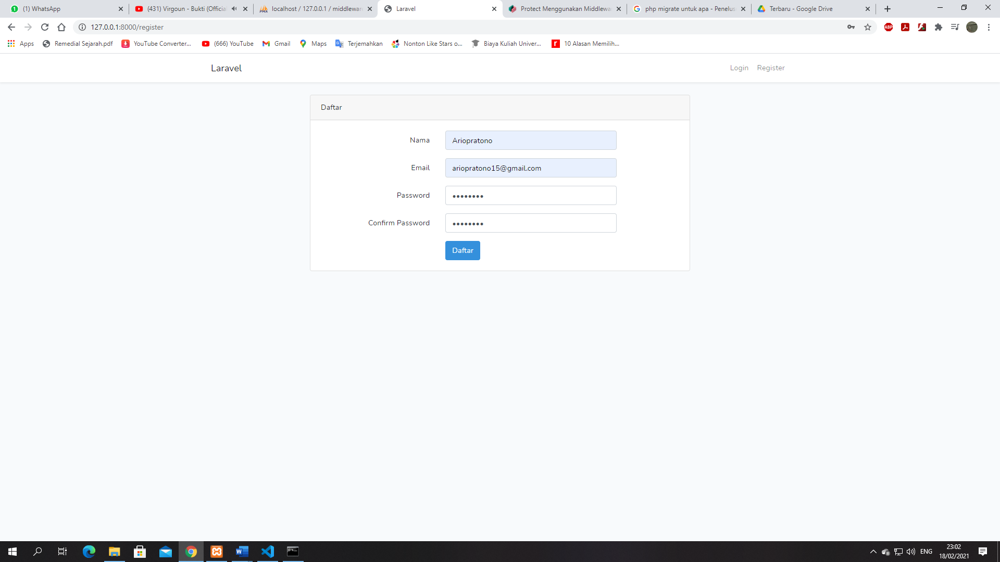 (1) WhatsApp
(431) Virgoun - Bukti (Official
localhost / 127.0.0.1 / middlewar
Laravel
Protect Menggunakan Middlewa
php migrate untuk apa - Penelus
Terbaru - Google Drive
127.0.0.1:8000/register
Apps
Remedial Sejarah.pdf
YouTube Converter...
(666) YouTube
Gmail
Maps
Terjemahkan
Nonton Like Stars o...
Biaya Kuliah Univer...
10 Alasan Memilih...
Laravel
Login
Register
Daftar
Nama
Ariopratono
Email
ariopratono15@gmail.com
Password
••••••••
Confirm Password
••••••••
Daftar
ENG
23:02
18/02/2021